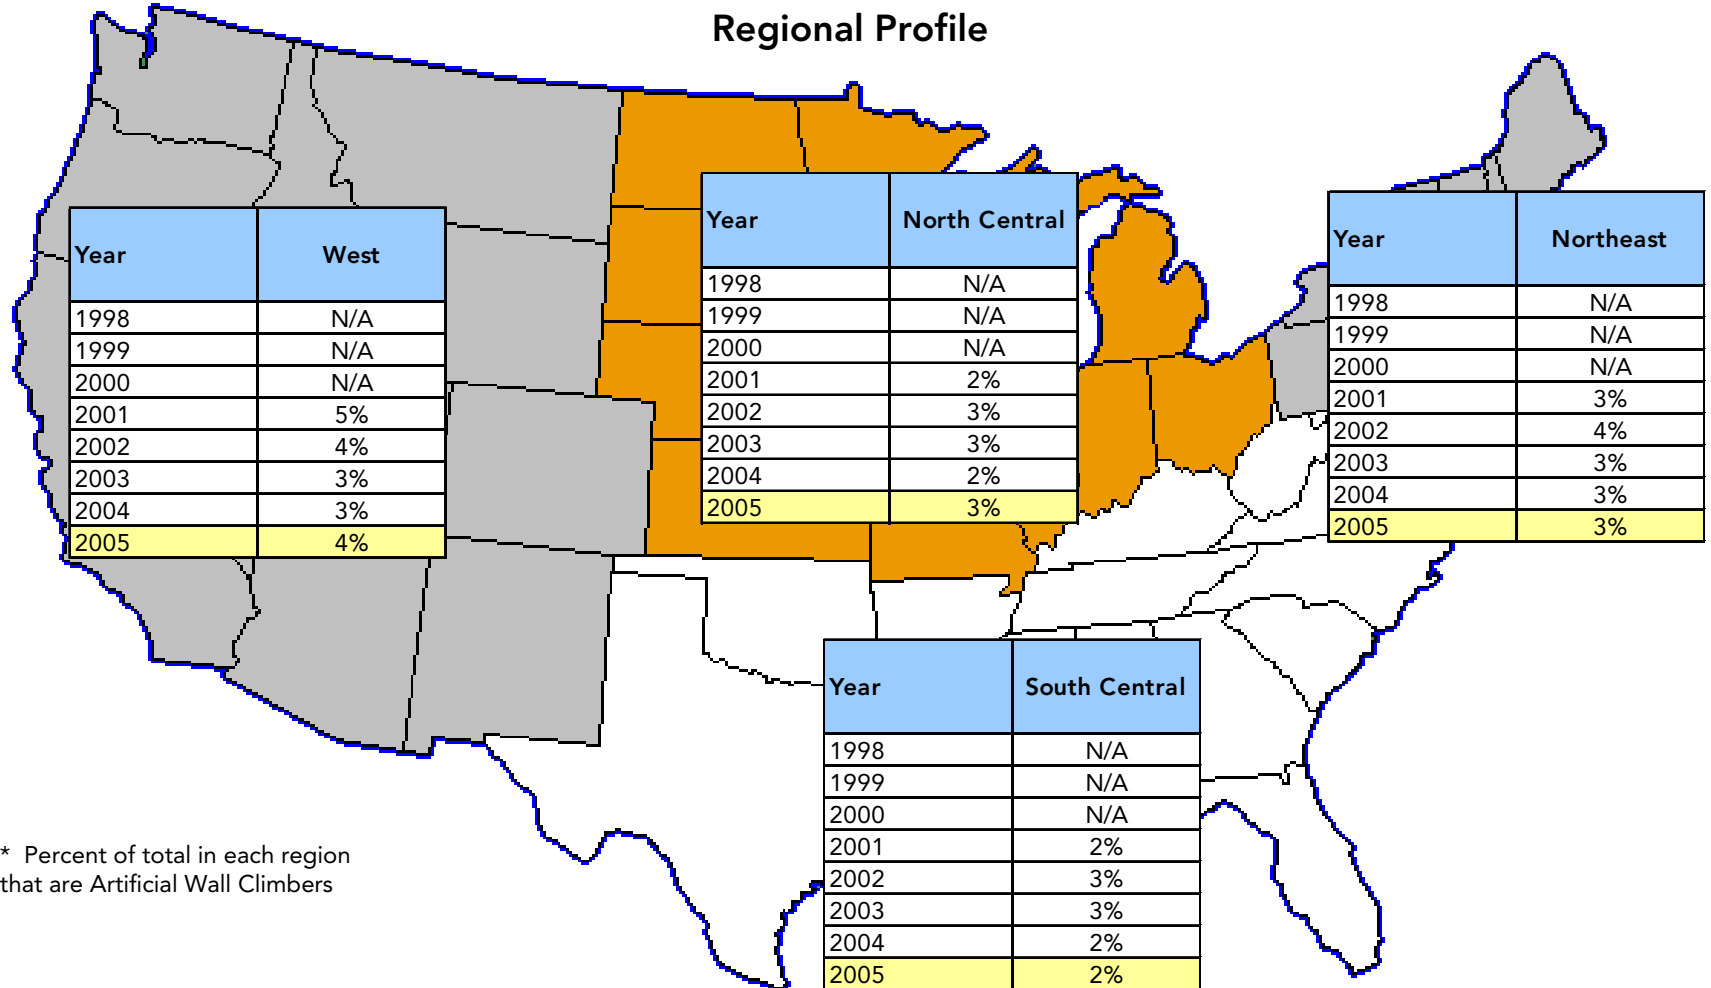 Regional Profile
Year West
1998 N/A
1999 N/A
2000 N/A
2001 5%
2002 4%
2003 3%
2004 3%
2005 4%
Year North Central
1998 N/A
1999 N/A
2000 N/A
2001 2%
2002 3%
2003 3%
2004 2%
2005 3%
Year Northeast
1998 N/A
1999 N/A
2000 N/A
2001 3%
2002 4%
2003 3%
2004 3%
2005 3%
Year South Central
1998 N/A
1999 N/A
2000 N/A
2001 2%
2002 3%
2003 3%
2004 2%
2005 2%
* Percent of total in each region
that are Artificial Wall Climbers